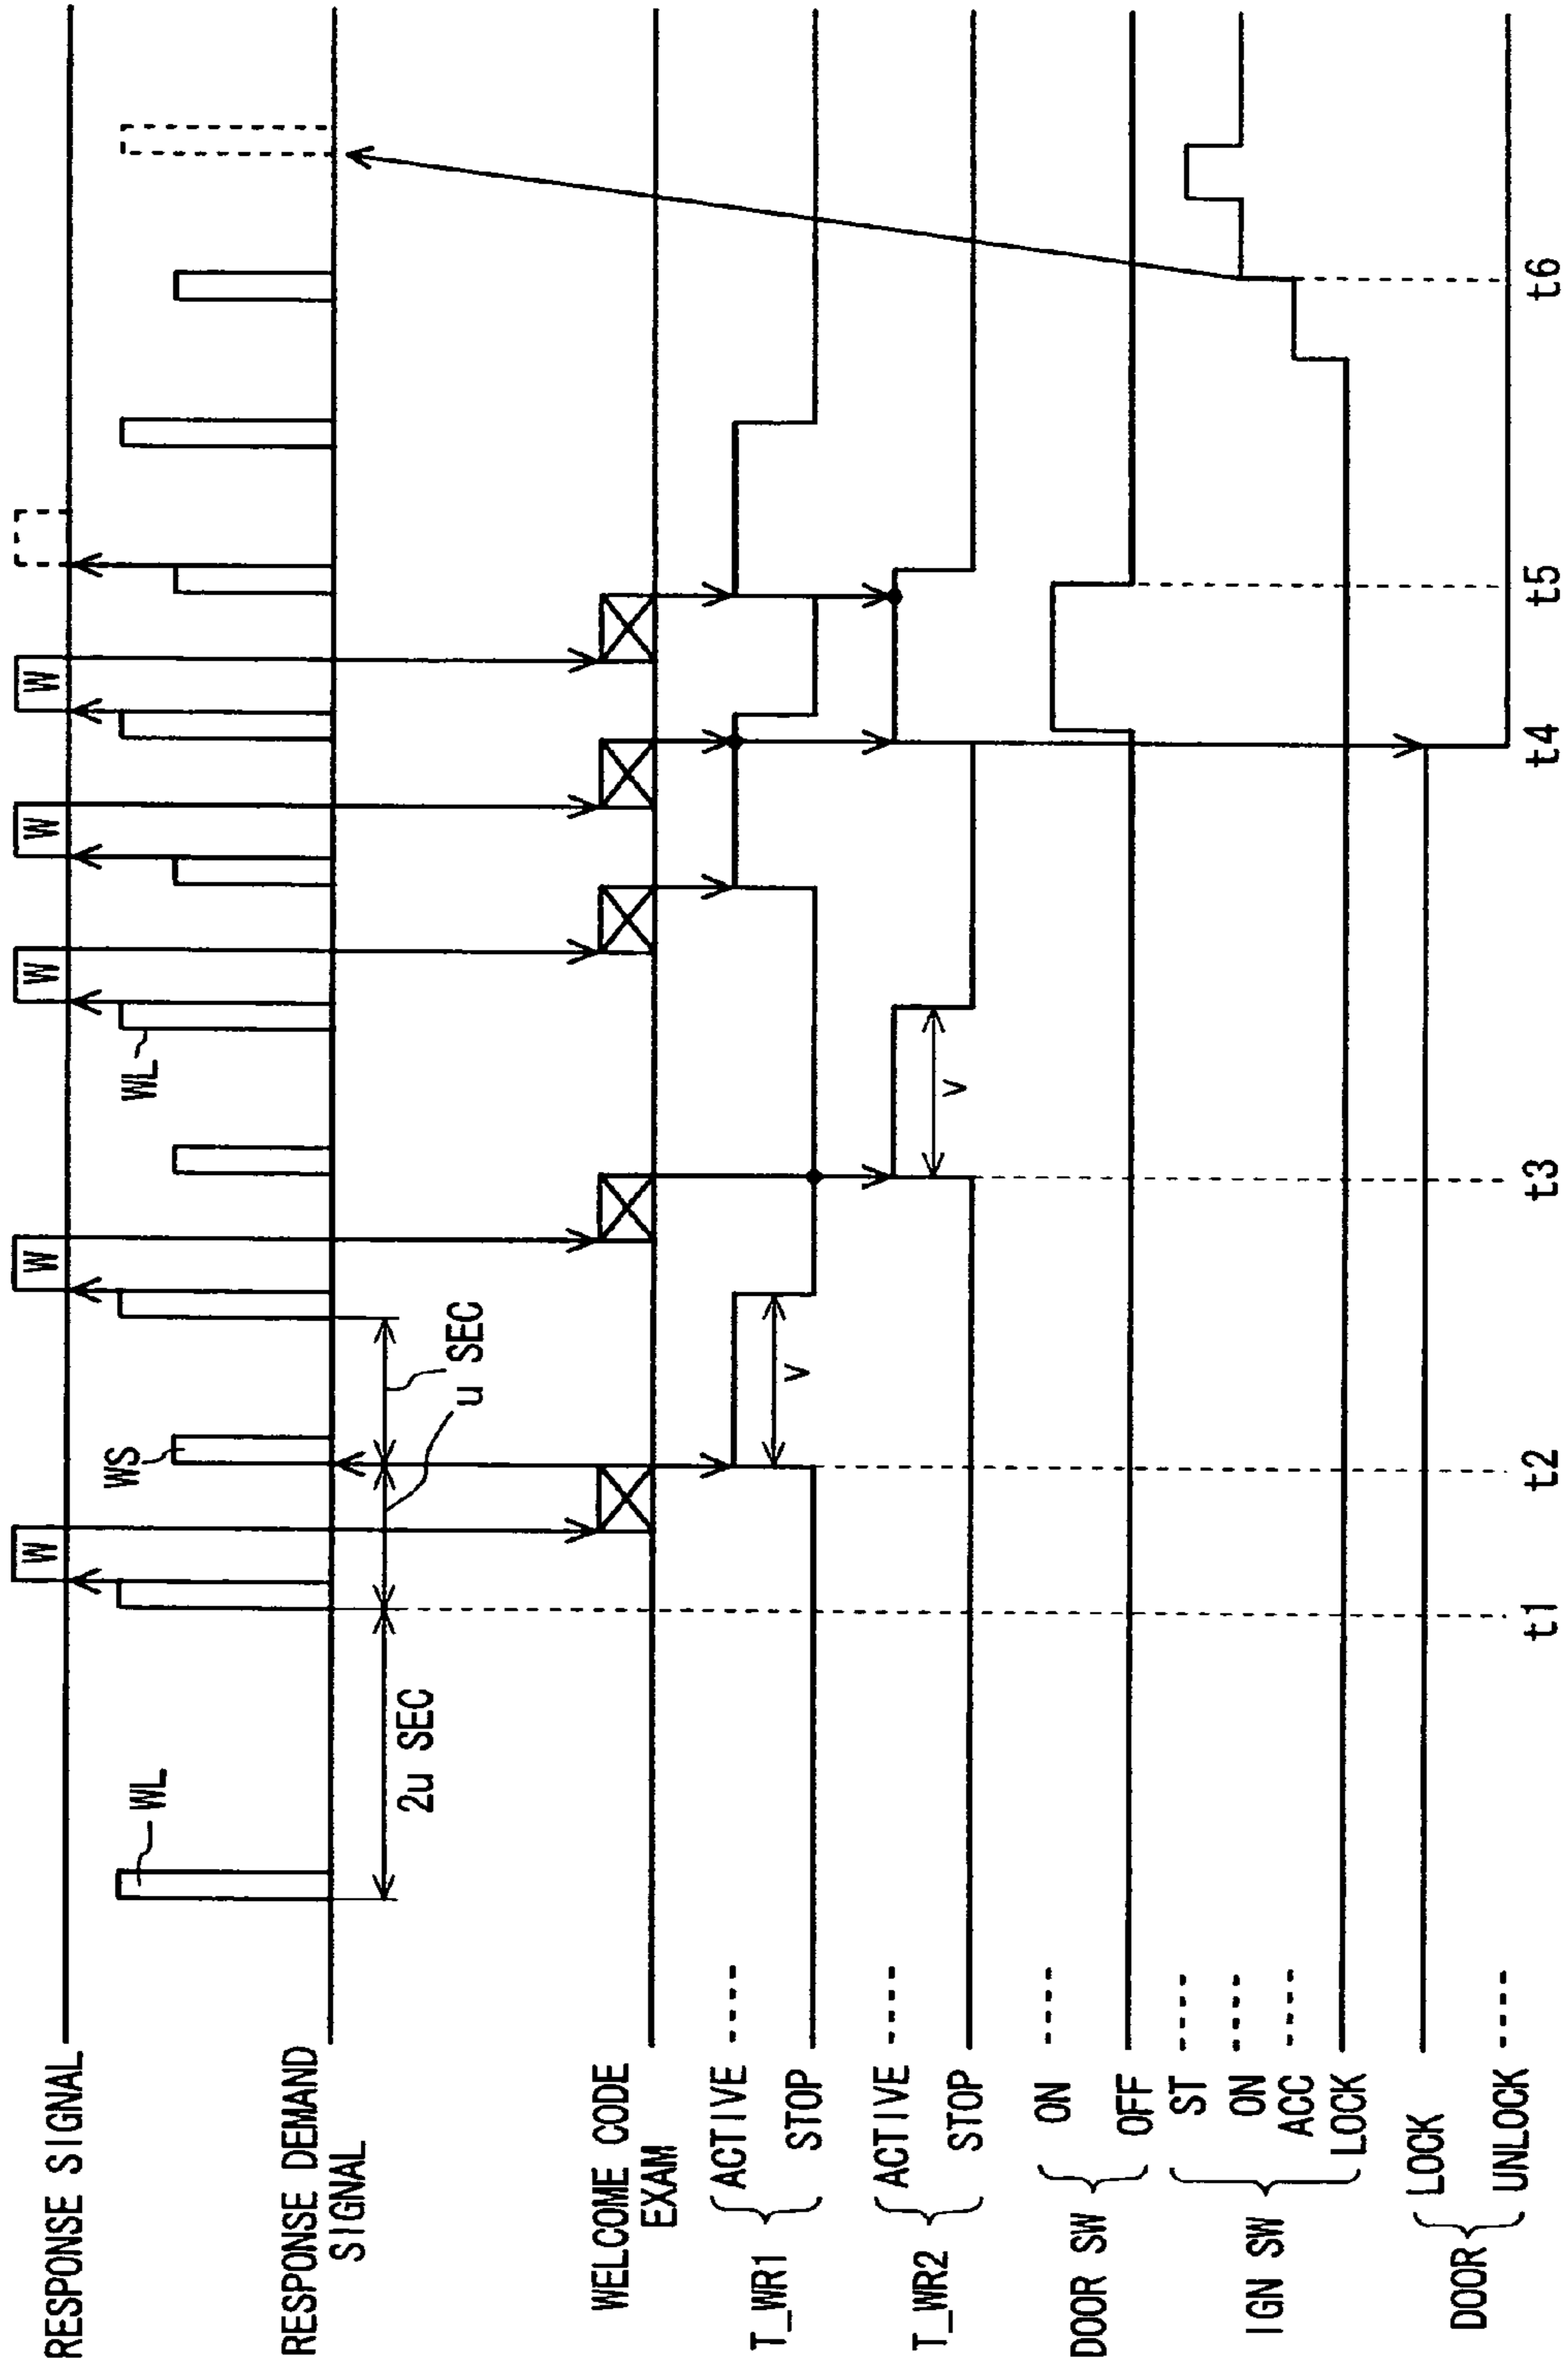 RESPONSE SIGNAL
W
W
W
W
W
RESPONSE DEMAND
SIGNAL
WL
WS
WL
2u SEC
u SEC
WELCOME CODE
EXAM
T_WR1
ACTIVE
STOP
V
T_WR2
ACTIVE
STOP
V
DOOR SW
ON
OFF
IGN SW
ST
ON
ACC
LOCK
DOOR
LOCK
UNLOCK
t1
t2
t3
t4
t5
t6